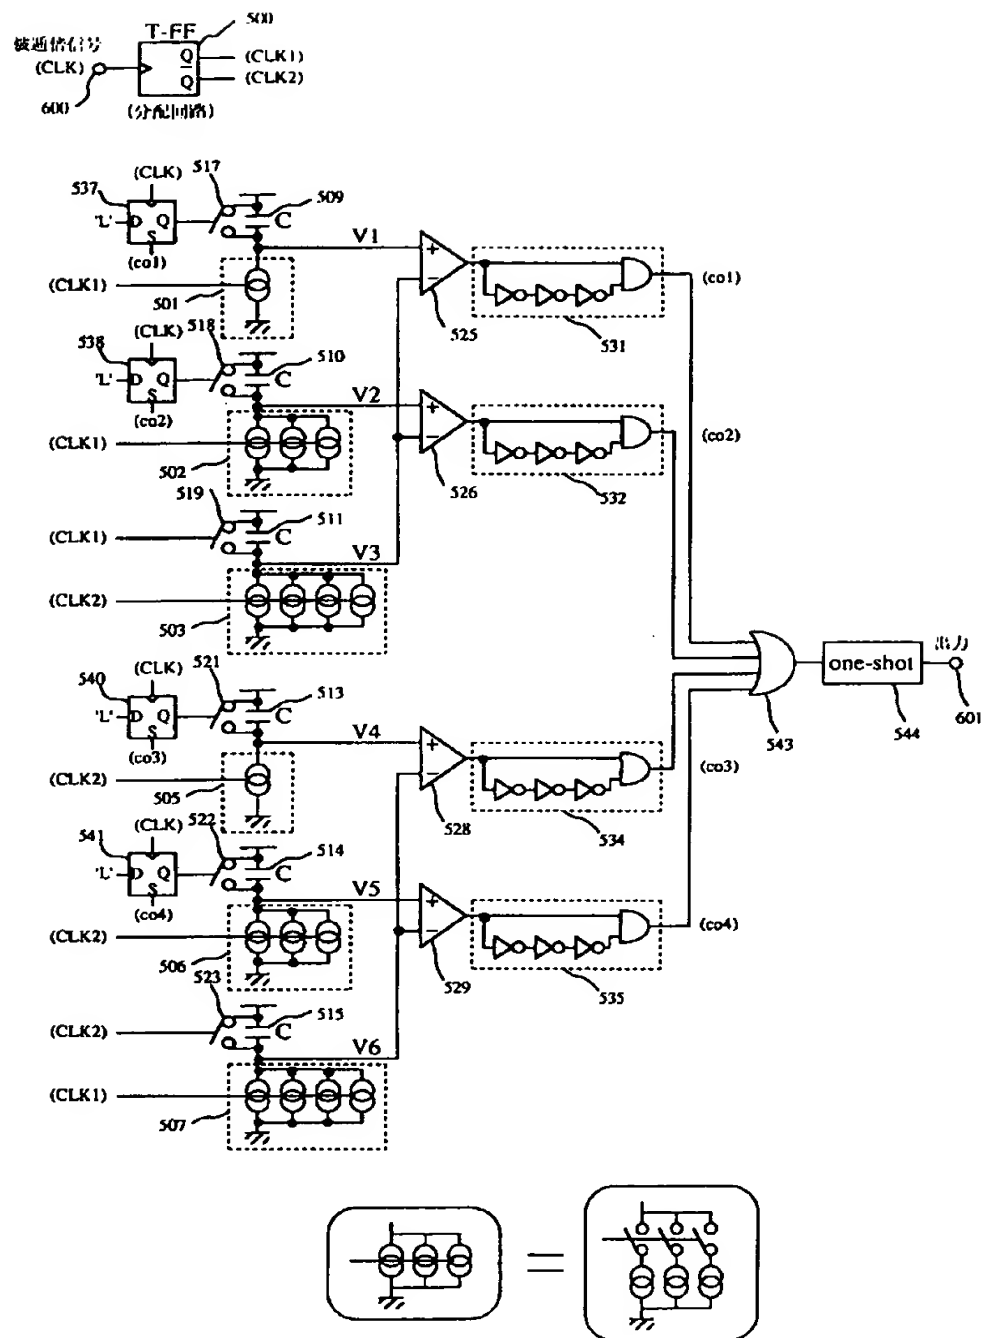 T-FF 500
被逓倍信号
(CLK) Q (CLK1)
Q (CLK2)
600 (分配回路)
(CLK) 517
537 509
'L' D Q C
S V1
(co1)
(CLK1) 501
(CLK) 518
525 531 (co1)
538 510
'L' D Q C
S V2
(co2)
(CLK1) 502
519
526 532 (co2)
511
(CLK1) C
V3
(CLK2) 503
(CLK) 521
540 513
'L' D Q C
S V4
(co3)
(CLK2) 505
(CLK) 522
528 534 (co3)
541 514
'L' D Q C
S V5
(co4)
(CLK2) 506
523
529 535 (co4)
515
(CLK2) C
V6
(CLK1) 507
543 one-shot 544 出力 601